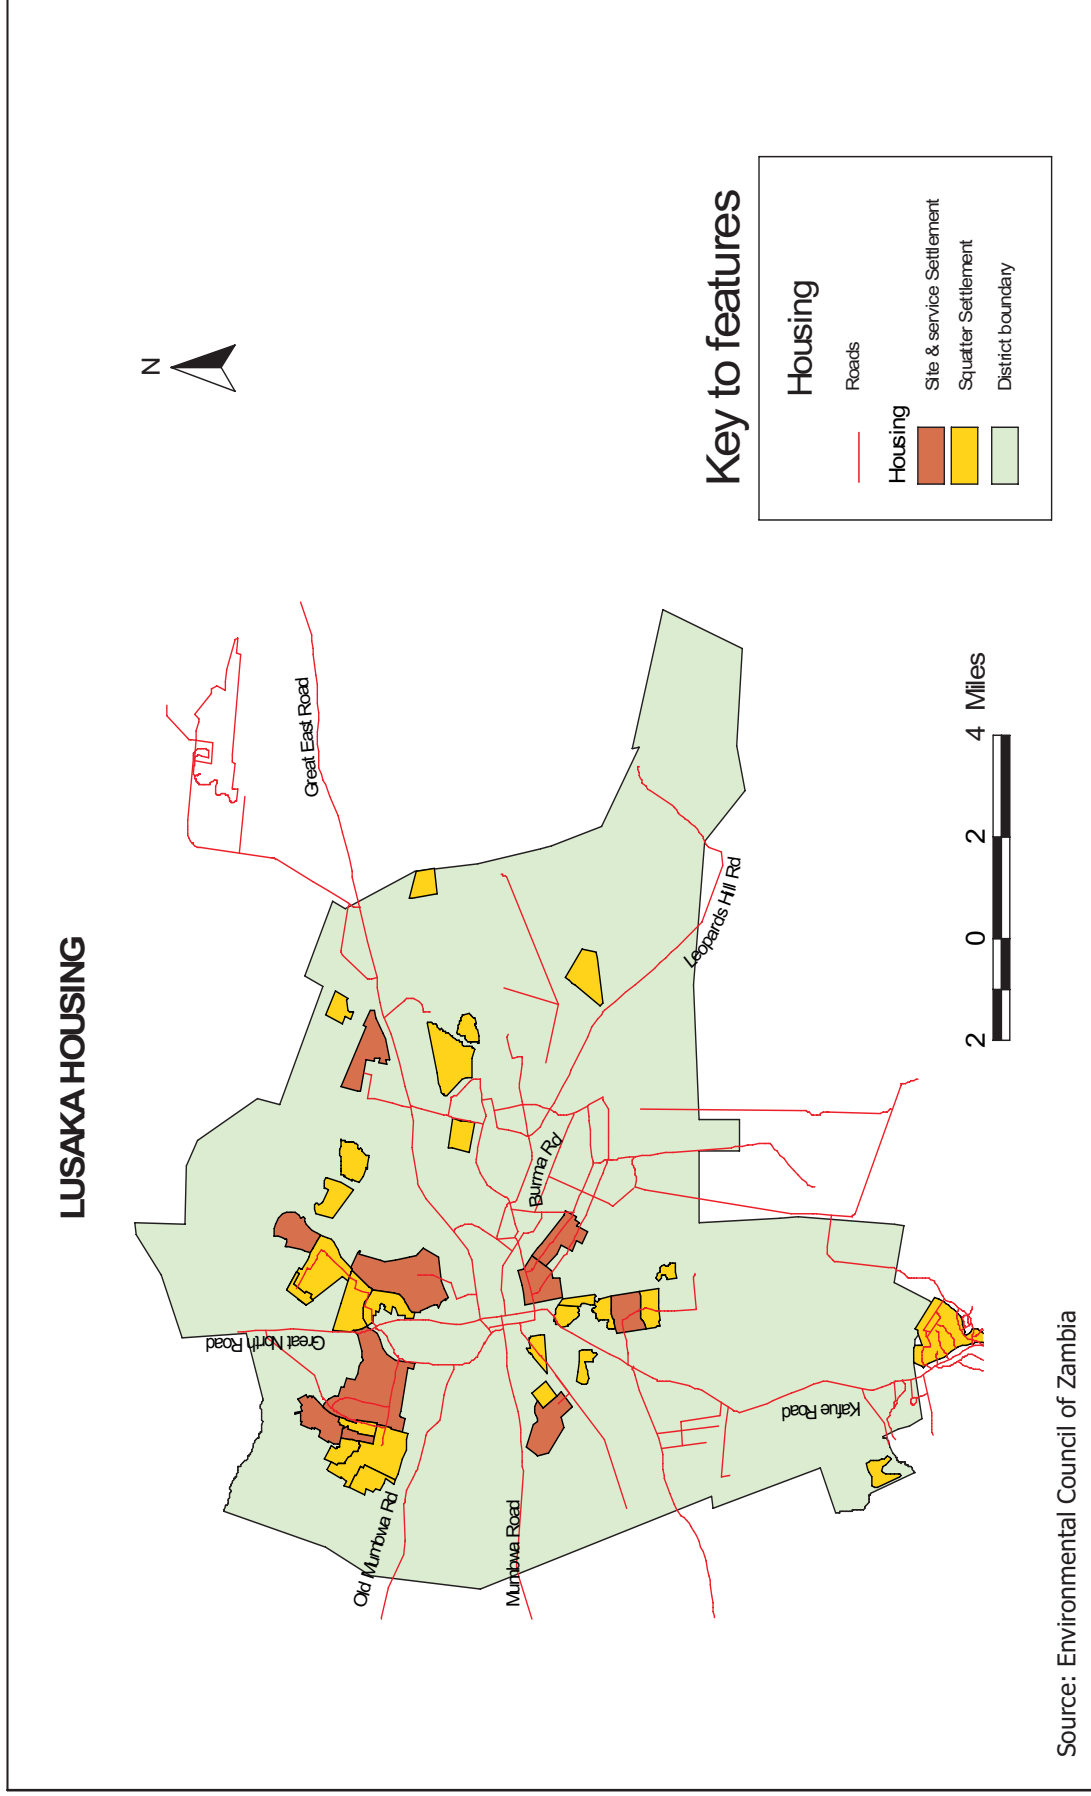 LUSAKA HOUSING
N
Great East Road
Great North Road
Old Mumbwa Rd
Mumbwa Road
Burma Rd
Leopards Hill Rd
Kafue Road
Key to features
Housing
Roads
Housing
Site & service Settlement
Squatter Settlement
District boundary
2 0 2 4 Miles
Source: Environmental Council of Zambia